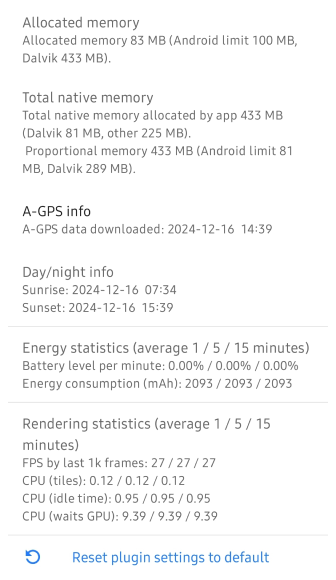 Allocated memory
Allocated memory 83 MB (Android limit 100 MB,
Dalvik 433 MB).
Total native memory
Total native memory allocated by app 433 MB
(Dalvik 81 MB, other 225 MB).
Proportional memory 433 MB (Android limit 81
MB, Dalvik 289 MB).
A-GPS info
A-GPS data downloaded: 2024-12-16 14:39
Day/night info
Sunrise: 2024-12-16 07:34
Sunset: 2024-12-16 15:39
Energy statistics (average 1 / 5 / 15 minutes)
Battery level per minute: 0.00% / 0.00% / 0.00%
Energy consumption (mAh): 2093 / 2093 / 2093
Rendering statistics (average 1 / 5 / 15
minutes)
FPS by last 1k frames: 27 / 27 / 27
CPU (tiles): 0.12 / 0.12 / 0.12
CPU (idle time): 0.95 / 0.95 / 0.95
CPU (waits GPU): 9.39 / 9.39 / 9.39
Reset plugin settings to default